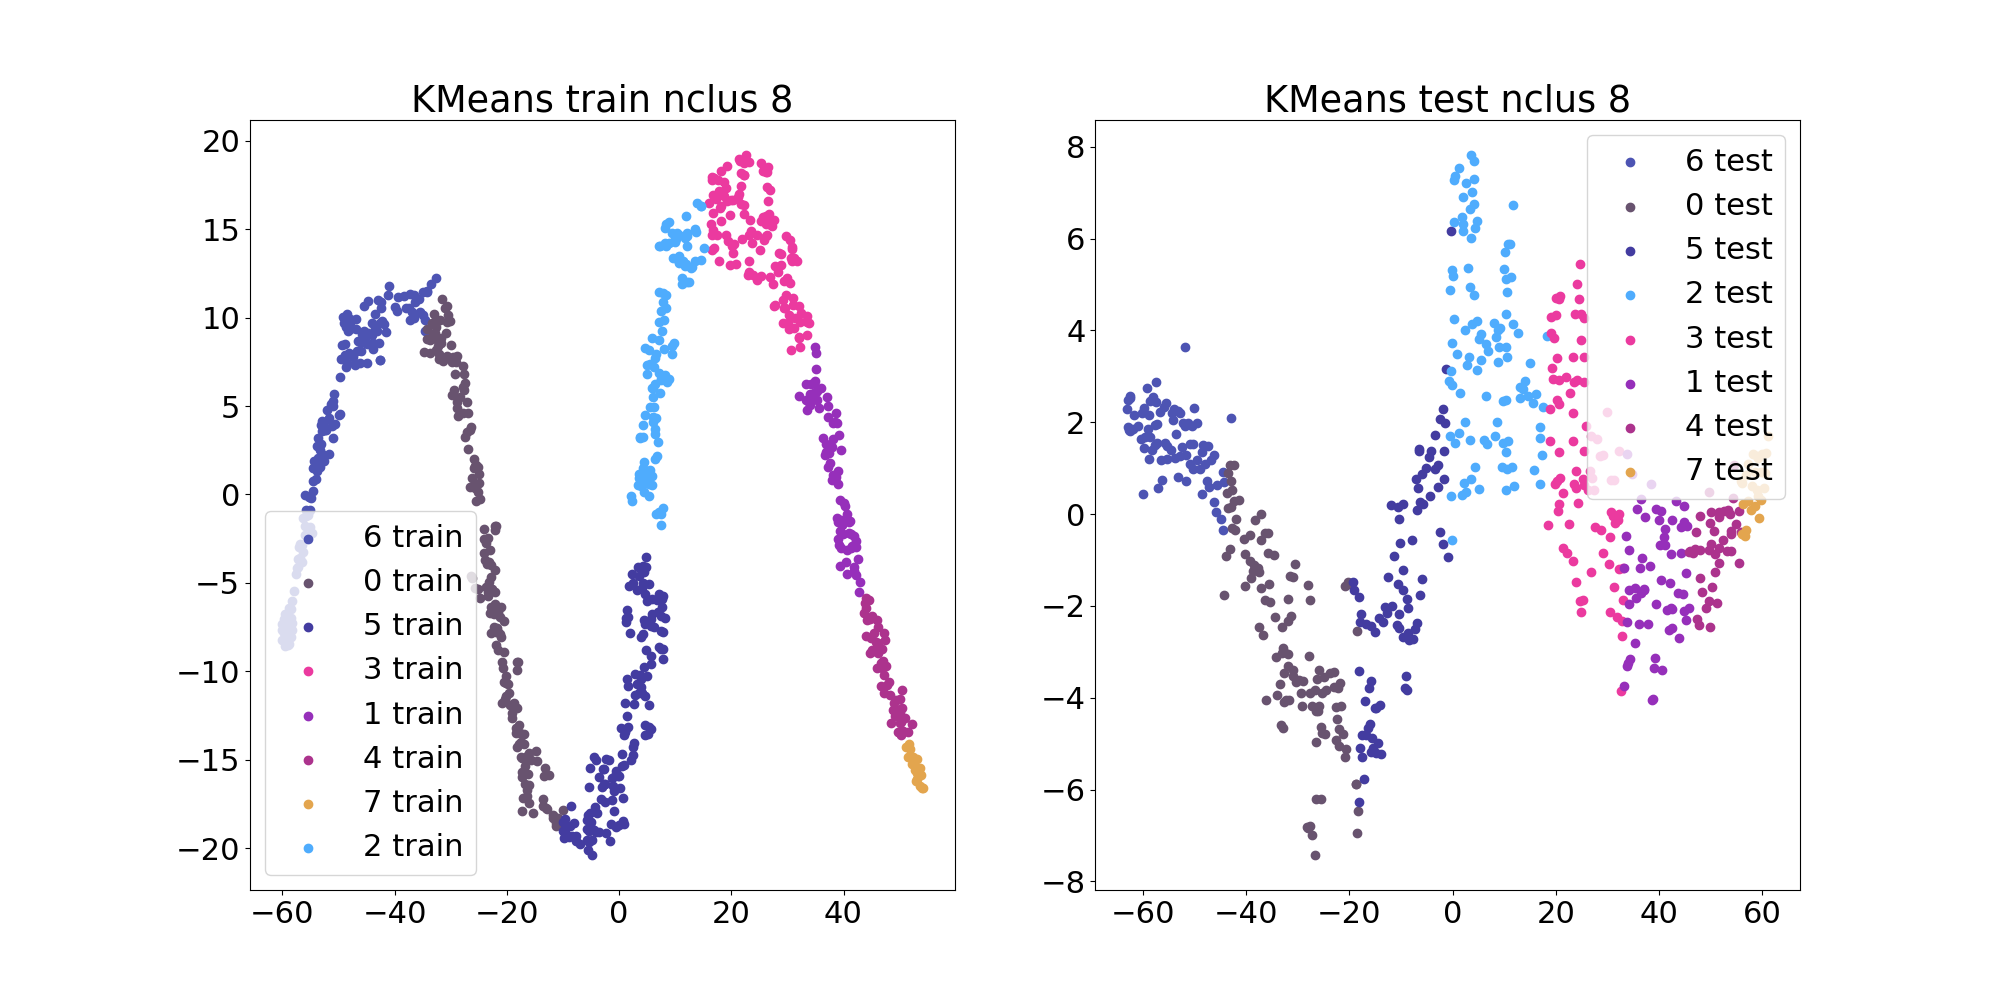 KMeans train nclus 8
20
15
10
5
0
−5
−10
−15
−20
−60
−40
−20
0
20
40
6 train
0 train
5 train
3 train
1 train
4 train
7 train
2 train
KMeans test nclus 8
8
6
4
2
0
−2
−4
−6
−8
−60
−40
−20
0
20
40
60
6 test
0 test
5 test
2 test
3 test
1 test
4 test
7 test